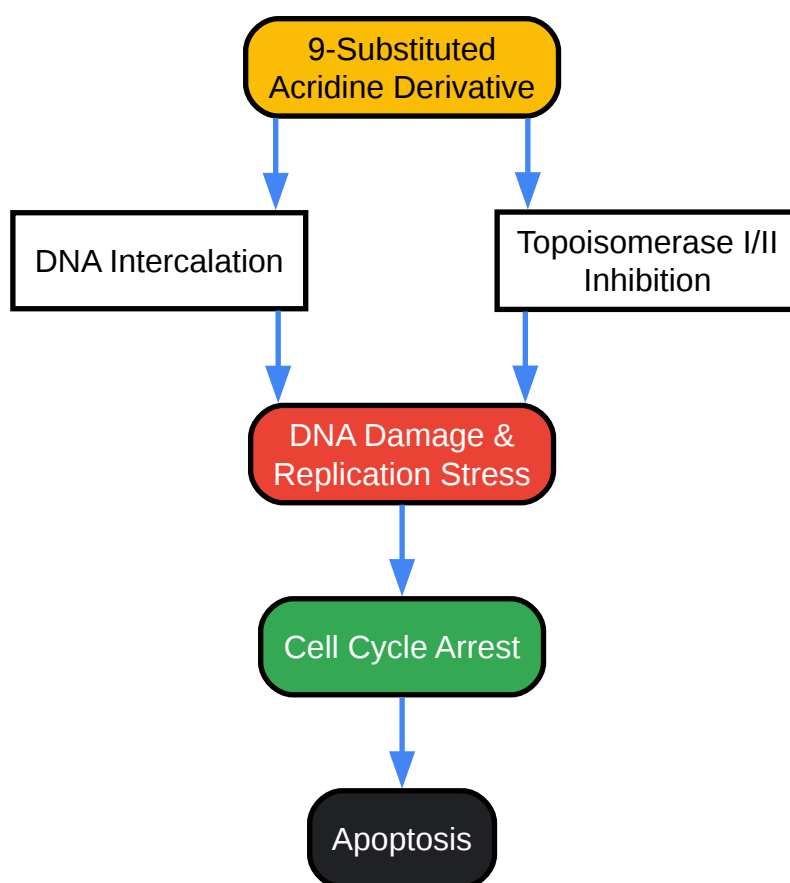 9-Substituted
Acridine Derivative
DNA Intercalation
Topoisomerase I/II
Inhibition
DNA Damage &
Replication Stress
Cell Cycle Arrest
Apoptosis